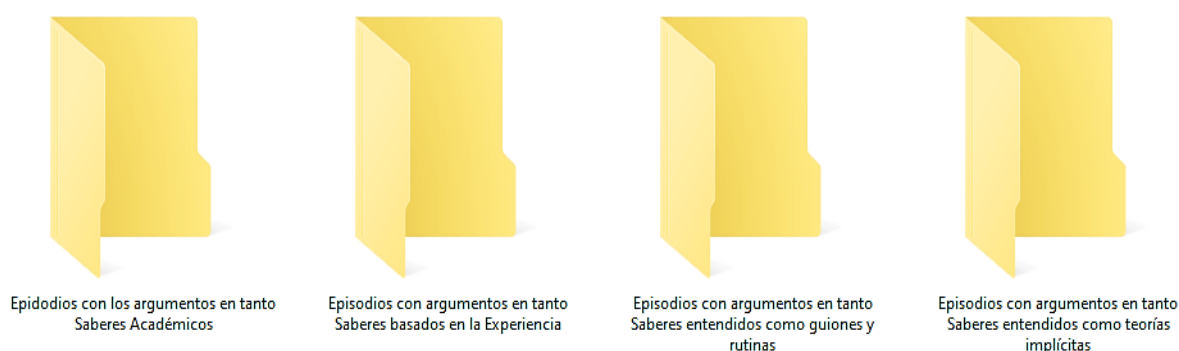 Epidodios con los argumentos en tanto
Saberes Académicos
Episodios con argumentos en tanto
Saberes basados en la Experiencia
Episodios con argumentos en tanto
Saberes entendidos como guiones y
rutinas
Episodios con argumentos en tanto
Saberes entendidos como teorías
implícitas